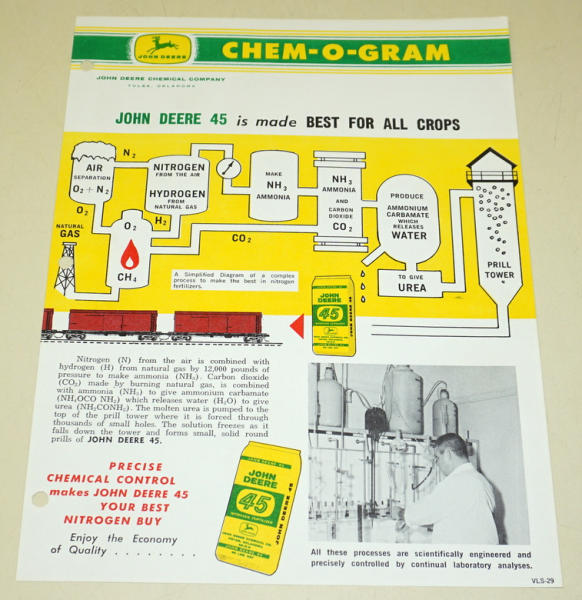 JOHN DEERE
CHEM-O-GRAM
JOHN DEERE CHEMICAL COMPANY
TULSA, OKLAHOMA
JOHN DEERE 45 is made BEST FOR ALL CROPS
AIR
SEPARATION
O₂ + N₂
N₂
O₂
NITROGEN
FROM THE AIR
HYDROGEN
FROM
NATURAL GAS
H₂
NATURAL
GAS
O₂
CH₄
CO₂
MAKE
NH₃
AMMONIA
NH₃
AMMONIA
AND
CARBON
DIOXIDE
CO₂
PRODUCE
AMMONIUM
CARBAMATE
WHICH
RELEASES
WATER
TO GIVE
UREA
PRILL
TOWER
A Simplified Diagram of a complex
process to make the best in nitrogen
fertilizers.
JOHN
DEERE
45
Nitrogen (N) from the air is combined with
hydrogen (H) from natural gas by 12,000 pounds of
pressure to make ammonia (NH₃). Carbon dioxide
(CO₂) made by burning natural gas, is combined
with ammonia (NH₃) to give ammonium carbamate
(NH₄OCO NH₂) which releases water (H₂O) to give
urea (NH₂CONH₂). The molten urea is pumped to the
top of the prill tower where it is forced through
thousands of small holes. The solution freezes as it
falls down the tower and forms small, solid round
prills of JOHN DEERE 45.
PRECISE
CHEMICAL CONTROL
makes JOHN DEERE 45
YOUR BEST
NITROGEN BUY
Enjoy the Economy
of Quality . . . . . . . .
JOHN DEERE 45
JOHN
DEERE
45
NITROGEN FERTILIZER
JOHN DEERE CHEMICAL CO.
All these processes are scientifically engineered and
precisely controlled by continual laboratory analyses.
VLS-29